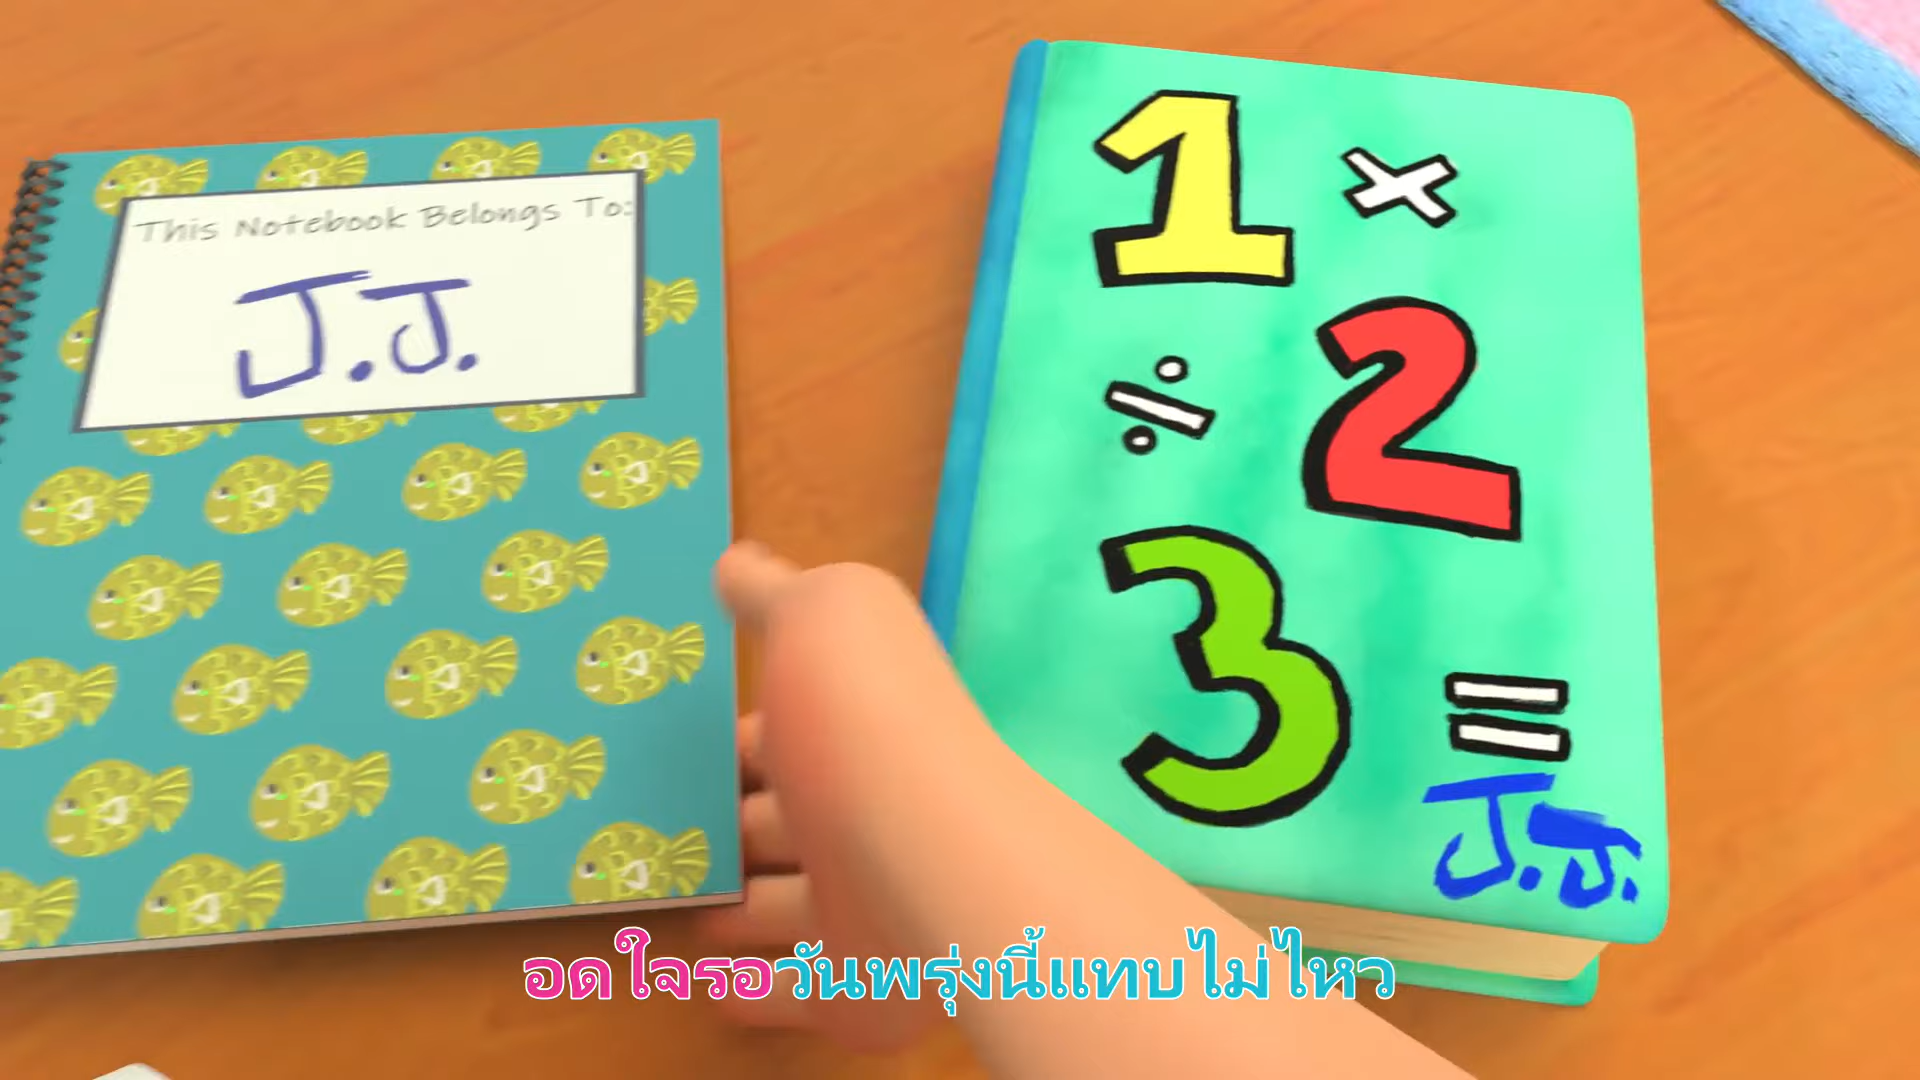 This Notebook Belongs To:
J.J.
1 ×
÷ 2
3 =
J.J.
อดใจรอวันพรุ่งนี้แทบไม่ไหว